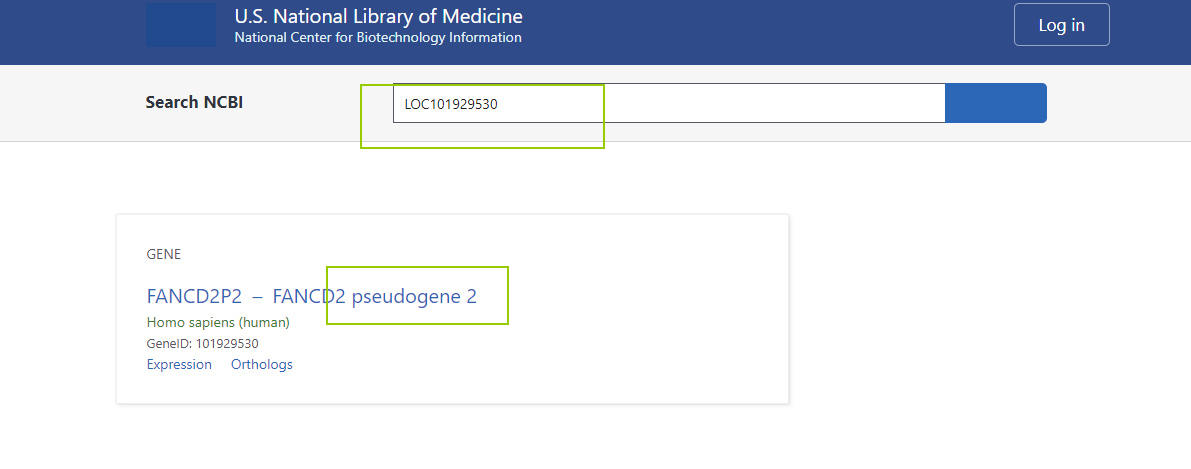 U.S. National Library of Medicine
National Center for Biotechnology Information
Log in
Search NCBI
LOC101929530
GENE
FANCD2P2 – FANCD2 pseudogene 2
Homo sapiens (human)
GeneID: 101929530
Expression Orthologs